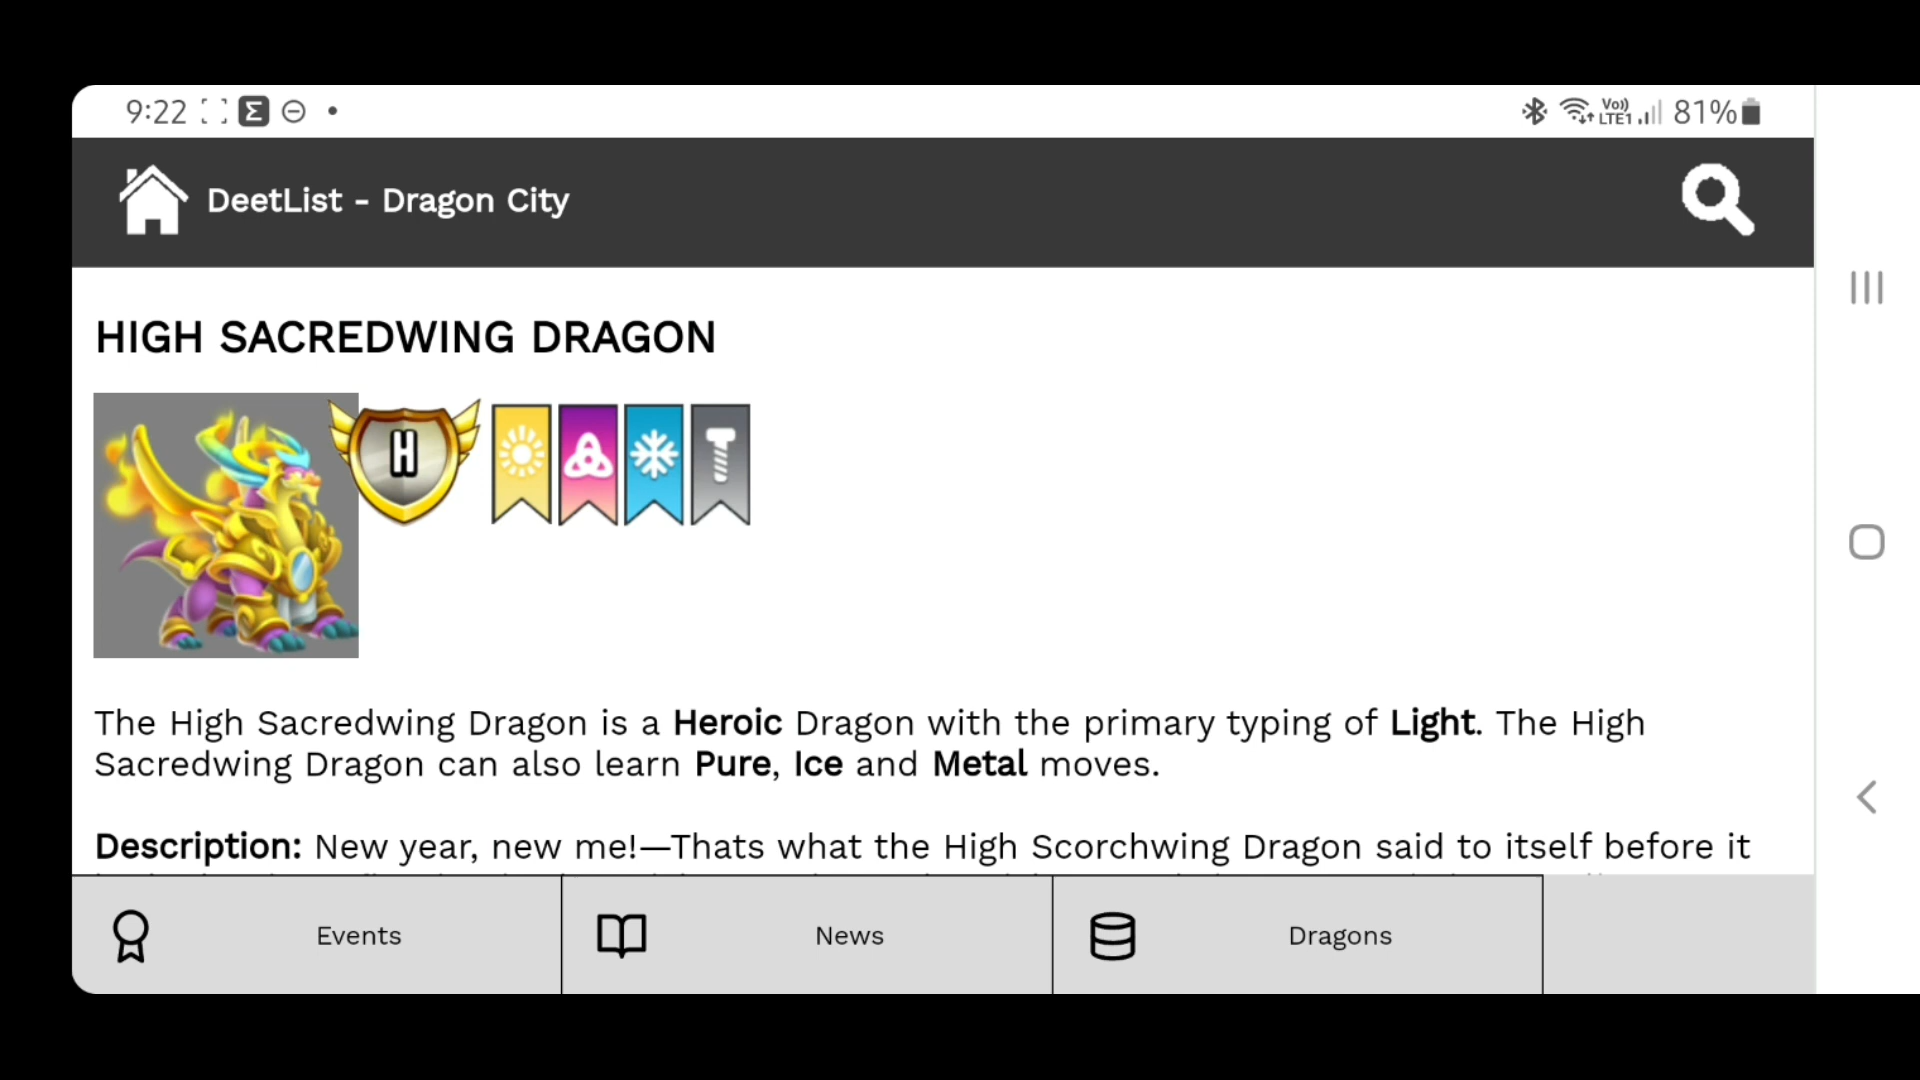 9:22
Vo))
LTE1
81%
DeetList - Dragon City
HIGH SACREDWING DRAGON
H
The High Sacredwing Dragon is a Heroic Dragon with the primary typing of Light. The High
Sacredwing Dragon can also learn Pure, Ice and Metal moves.
Description: New year, new me!—Thats what the High Scorchwing Dragon said to itself before it
Events
News
Dragons